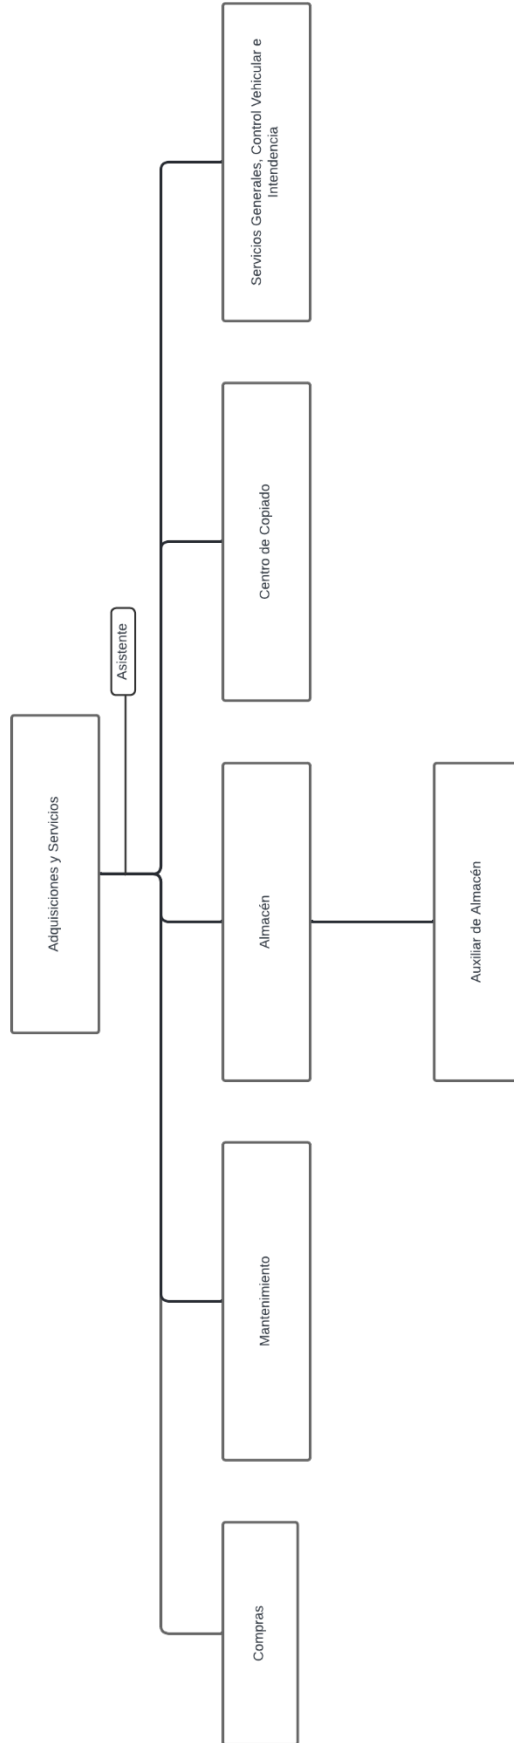 Adquisiciones y Servicios
Asistente
Compras
Mantenimiento
Almacén
Centro de Copiado
Servicios Generales, Control Vehicular e
Intendencia
Auxiliar de Almacén